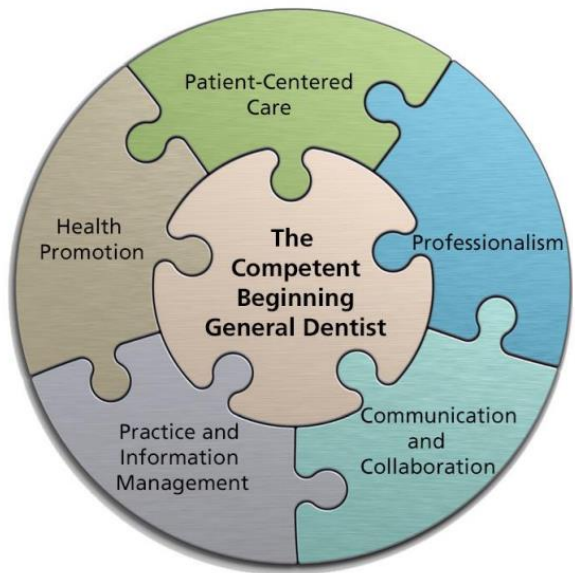 Patient-Centered
Care
Professionalism
Communication
and
Collaboration
Practice and
Information
Management
Health
Promotion
The
Competent
Beginning
General Dentist